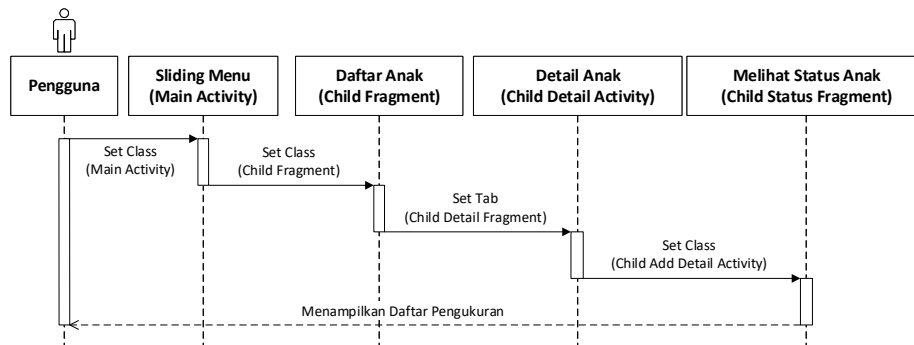 Pengguna
Sliding Menu
(Main Activity)
Daftar Anak
(Child Fragment)
Detail Anak
(Child Detail Activity)
Melihat Status Anak
(Child Status Fragment)
Set Class
(Main Activity)
Set Class
(Child Fragment)
Set Tab
(Child Detail Fragment)
Set Class
(Child Add Detail Activity)
Menampilkan Daftar Pengukuran